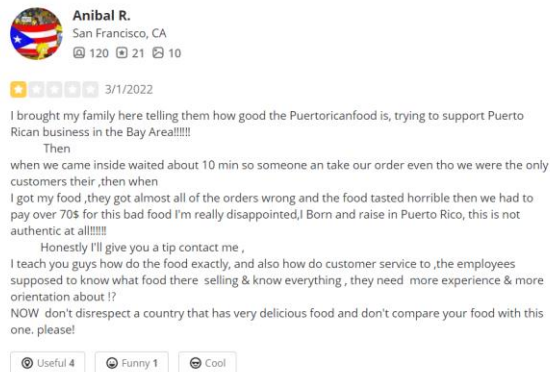 Anibal R.
San Francisco, CA
120 21 10
3/1/2022
I brought my family here telling them how good the Puertoricanfood is, trying to support Puerto
Rican business in the Bay Area!!!!!!
Then
when we came inside waited about 10 min so someone an take our order even tho we were the only
customers their ,then when
I got my food ,they got almost all of the orders wrong and the food tasted horrible then we had to
pay over 70$ for this bad food I'm really disappointed,I Born and raise in Puerto Rico, this is not
authentic at all!!!!!!
Honestly I'll give you a tip contact me ,
I teach you guys how do the food exactly, and also how do customer service to ,the employees
supposed to know what food there selling & know everything , they need more experience & more
orientation about !?
NOW don't disrespect a country that has very delicious food and don't compare your food with this
one. please!
Useful 4 Funny 1 Cool